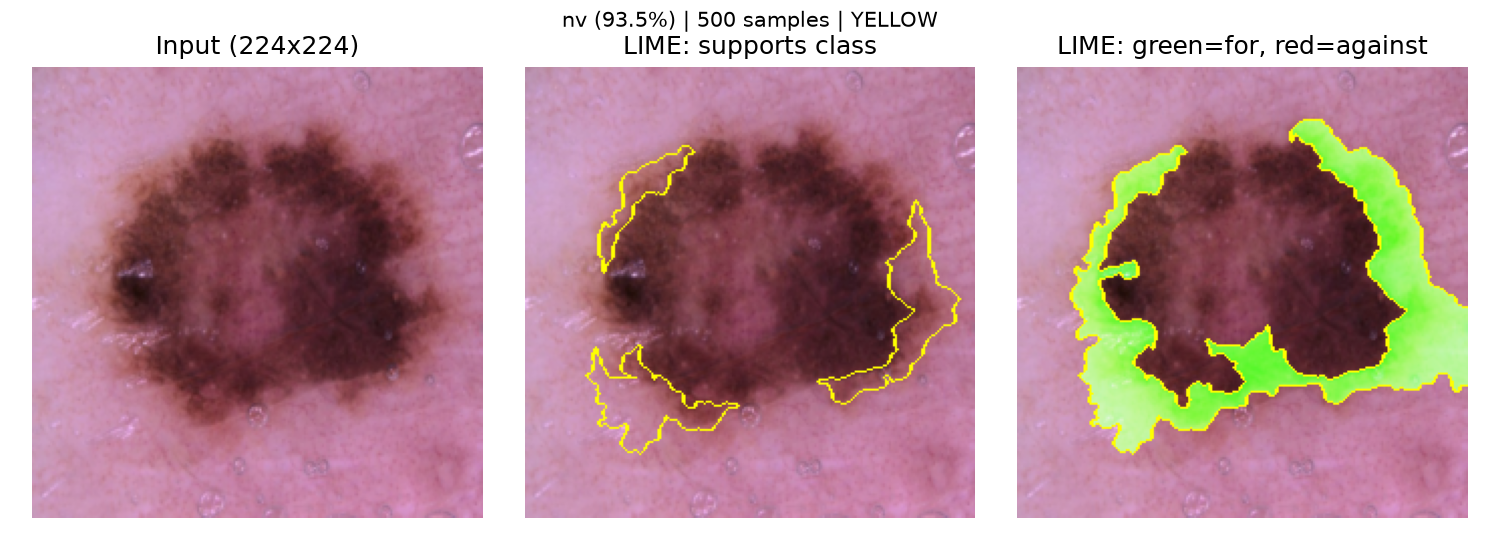 nv (93.5%) | 500 samples | YELLOW
Input (224x224)
LIME: supports class
LIME: green=for, red=against